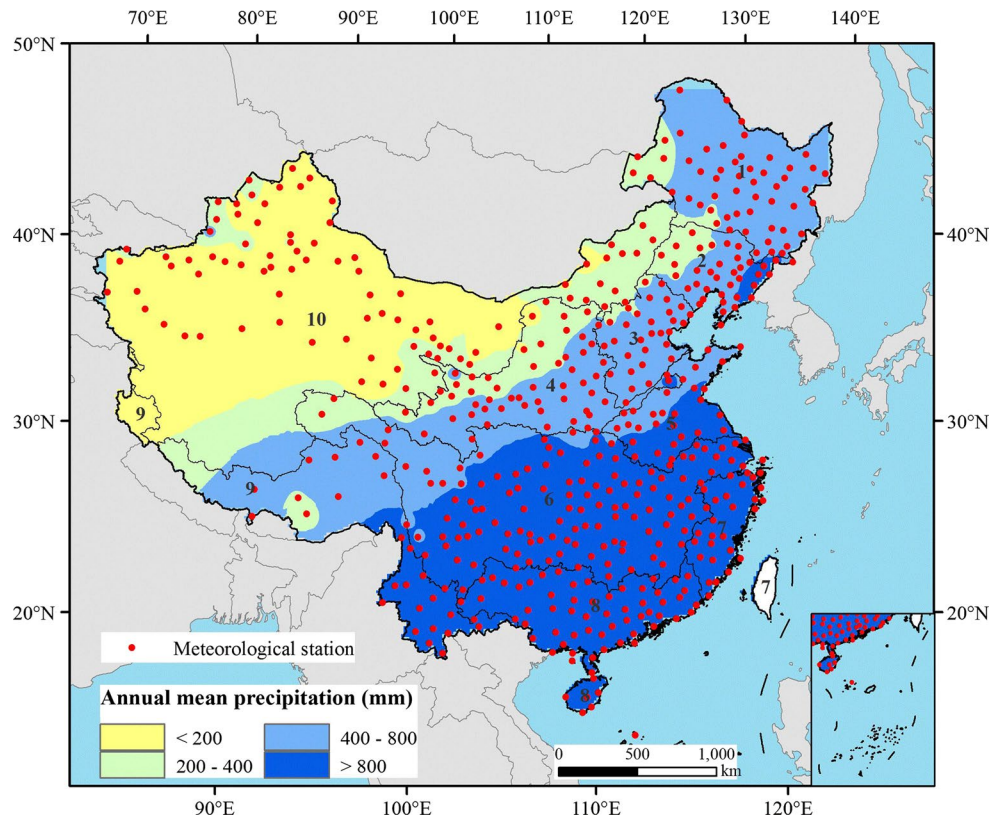 70°E 80°E 90°E 100°E 110°E 120°E 130°E 140°E
50°N
1
40°N 40°N
2
10
3
4
9
30°N 5 30°N
9
6
7
7
20°N 8 20°N
Meteorological station
8
Annual mean precipitation (mm)
< 200 400 - 800
200 - 400 > 800
0 500 1,000
km
90°E 100°E 110°E 120°E